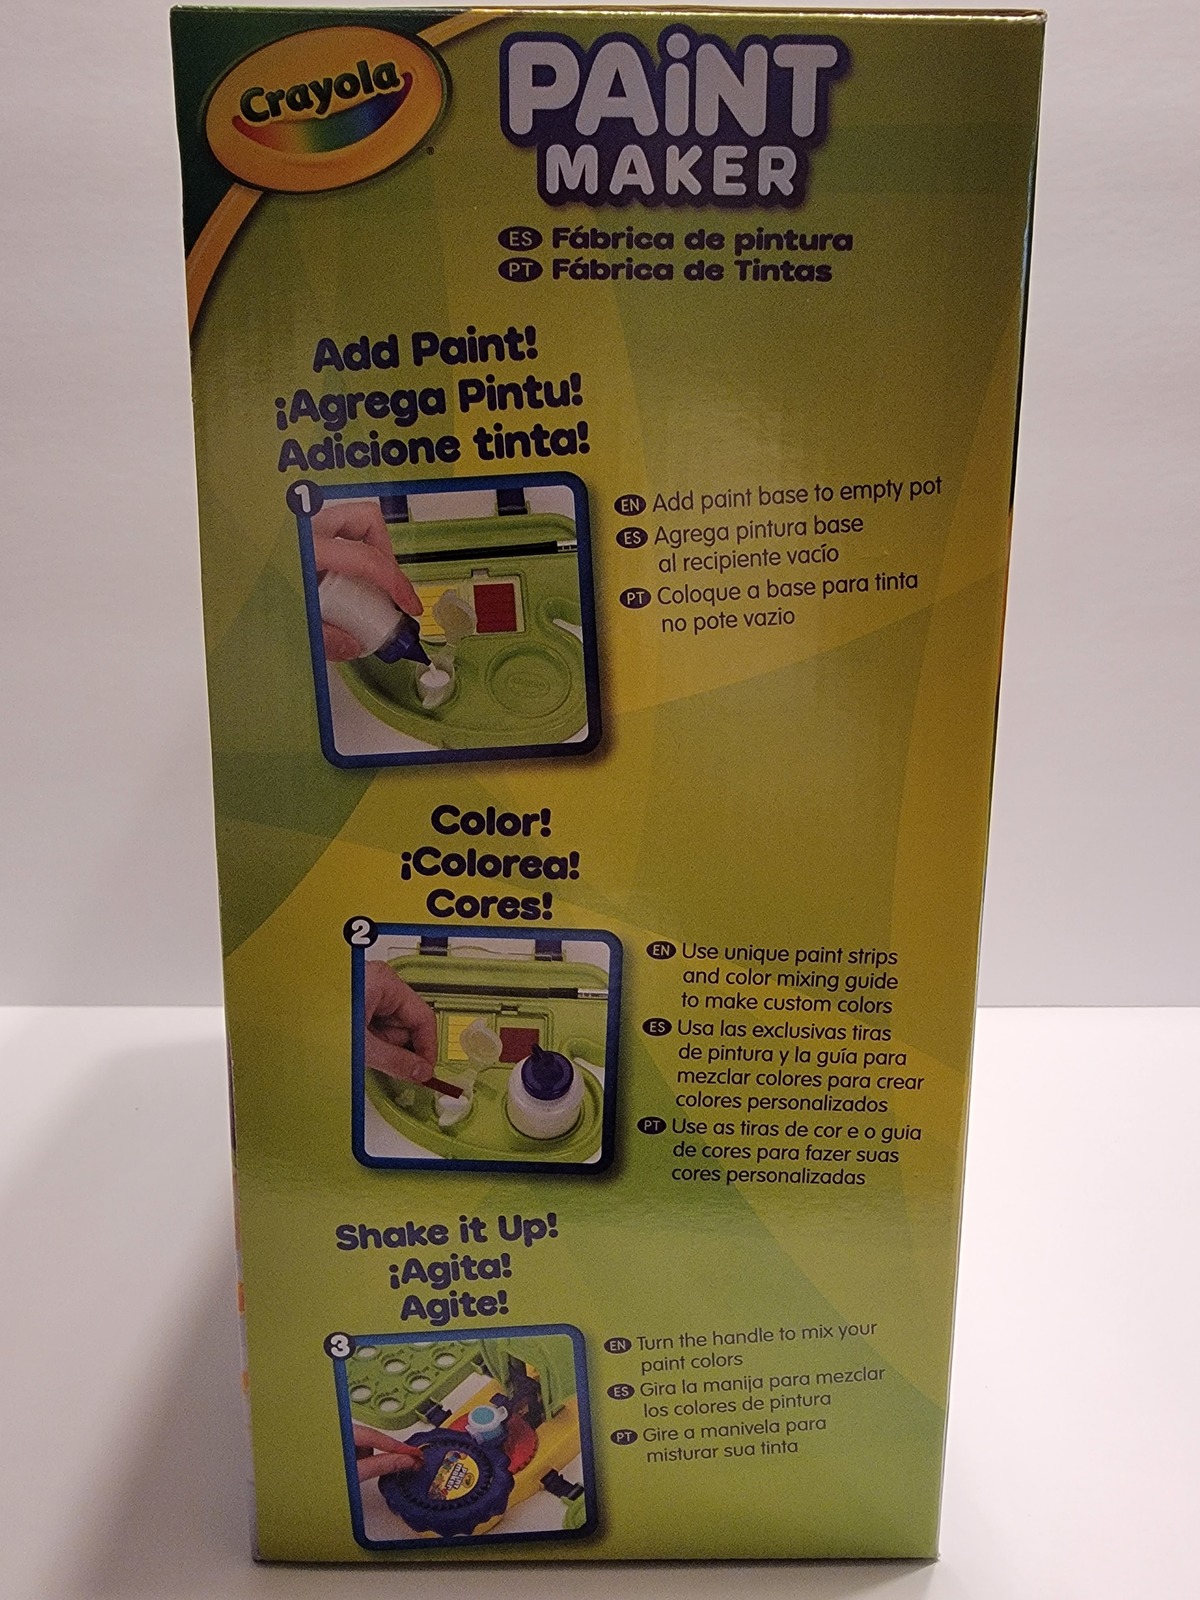 Crayola
PAiNT
MAKER
ES Fábrica de pintura
PT Fábrica de Tintas
Add Paint!
¡Agrega Pintu!
Adicione tinta!
1
EN Add paint base to empty pot
ES Agrega pintura base
al recipiente vacío
PT Coloque a base para tinta
no pote vazio
Color!
¡Colorea!
Cores!
2
EN Use unique paint strips
and color mixing guide
to make custom colors
ES Usa las exclusivas tiras
de pintura y la guía para
mezclar colores para crear
colores personalizados
PT Use as tiras de cor e o guia
de cores para fazer suas
cores personalizadas
Shake it Up!
¡Agita!
Agite!
3
EN Turn the handle to mix your
paint colors
ES Gira la manija para mezclar
los colores de pintura
PT Gire a manivela para
misturar sua tinta